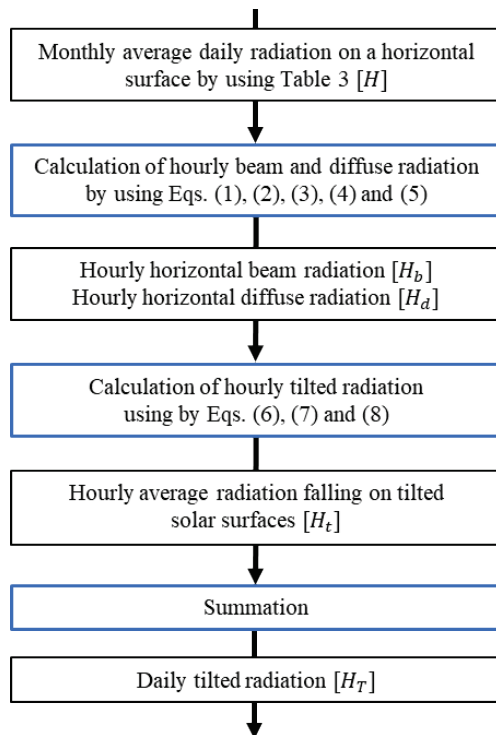 Monthly average daily radiation on a horizontal
surface by using Table 3 [H]
Calculation of hourly beam and diffuse radiation
by using Eqs. (1), (2), (3), (4) and (5)
Hourly horizontal beam radiation [H_b]
Hourly horizontal diffuse radiation [H_d]
Calculation of hourly tilted radiation
using by Eqs. (6), (7) and (8)
Hourly average radiation falling on tilted
solar surfaces [H_t]
Summation
Daily tilted radiation [H_T]